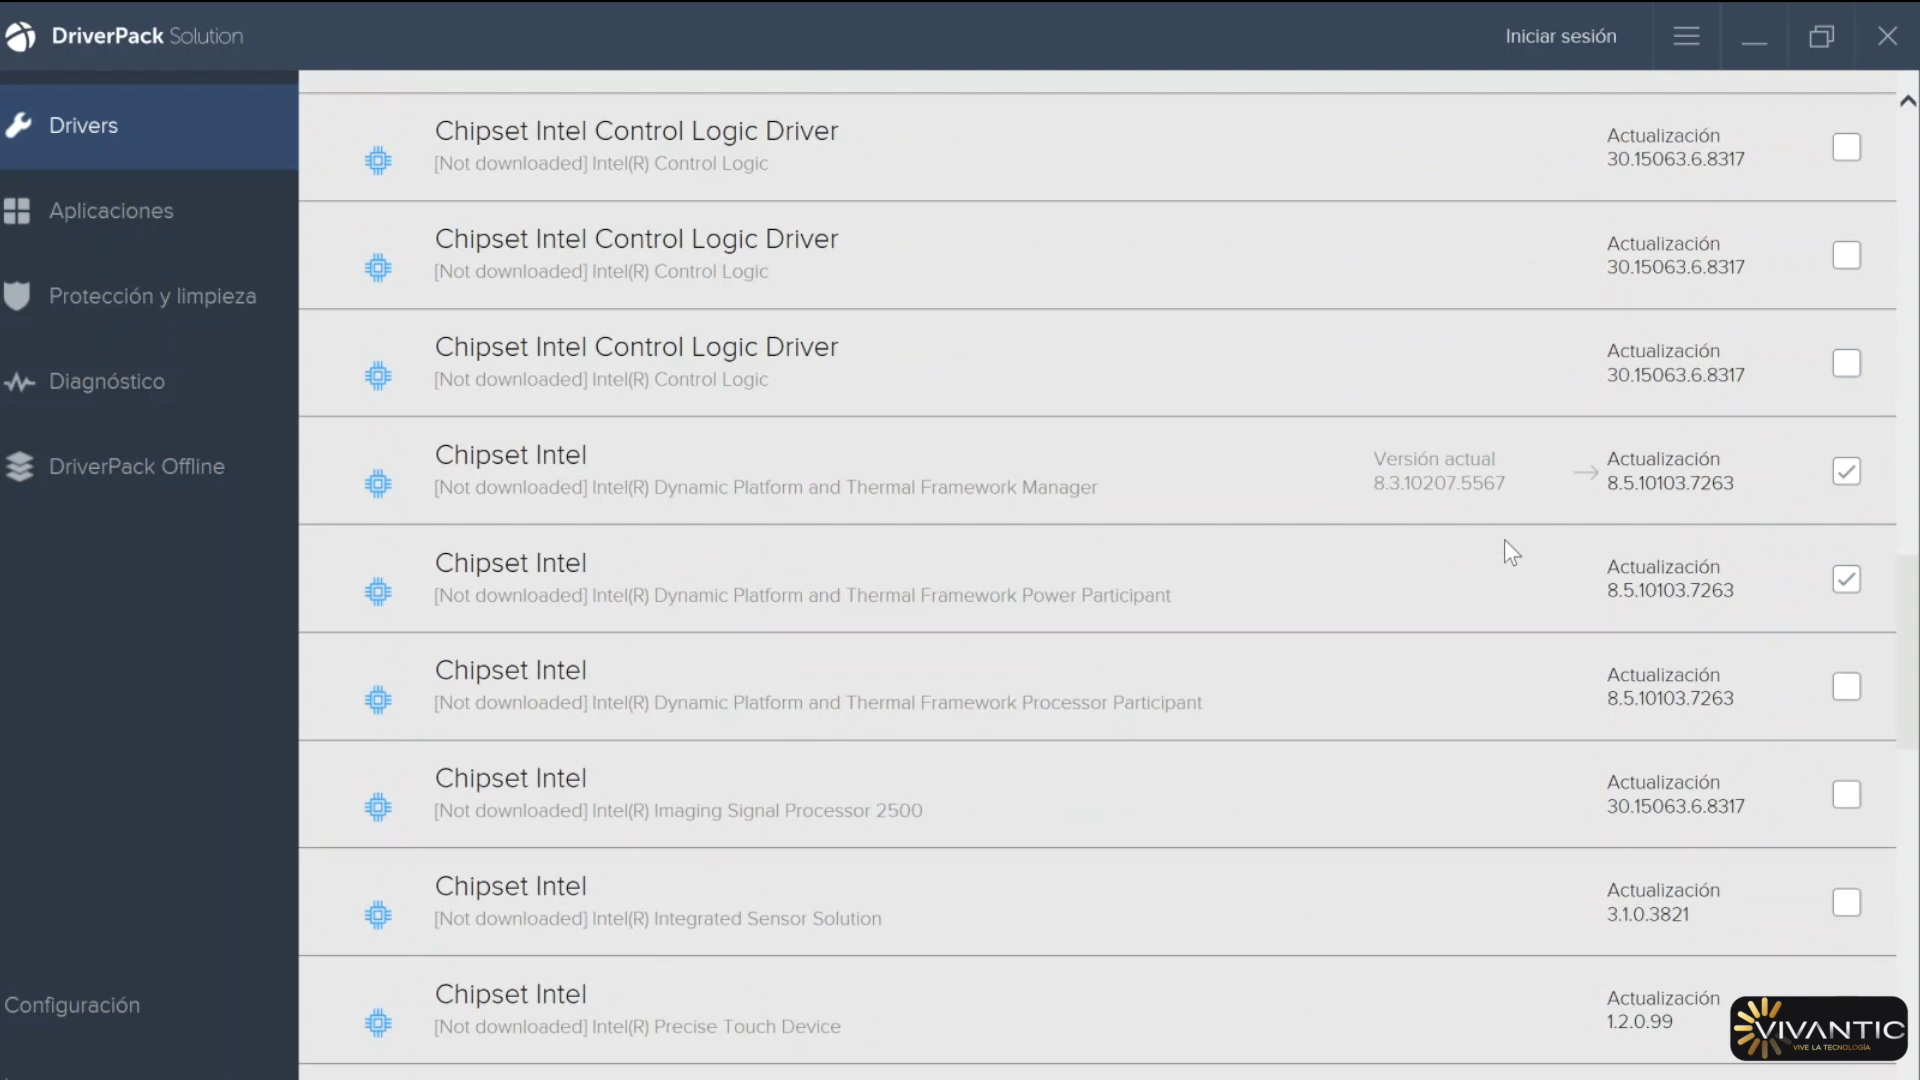 DriverPack Solution
Iniciar sesión
Drivers
Aplicaciones
Protección y limpieza
Diagnóstico
DriverPack Offline
Configuración
Chipset Intel Control Logic Driver
[Not downloaded] Intel(R) Control Logic
Actualización
30.15063.6.8317
Chipset Intel Control Logic Driver
[Not downloaded] Intel(R) Control Logic
Actualización
30.15063.6.8317
Chipset Intel Control Logic Driver
[Not downloaded] Intel(R) Control Logic
Actualización
30.15063.6.8317
Chipset Intel
[Not downloaded] Intel(R) Dynamic Platform and Thermal Framework Manager
Versión actual
8.3.10207.5567
Actualización
8.5.10103.7263
Chipset Intel
[Not downloaded] Intel(R) Dynamic Platform and Thermal Framework Power Participant
Actualización
8.5.10103.7263
Chipset Intel
[Not downloaded] Intel(R) Dynamic Platform and Thermal Framework Processor Participant
Actualización
8.5.10103.7263
Chipset Intel
[Not downloaded] Intel(R) Imaging Signal Processor 2500
Actualización
30.15063.6.8317
Chipset Intel
[Not downloaded] Intel(R) Integrated Sensor Solution
Actualización
3.1.0.3821
Chipset Intel
[Not downloaded] Intel(R) Precise Touch Device
Actualización
1.2.0.99
VIVANTIC
VIVE LA TECNOLOGÍA